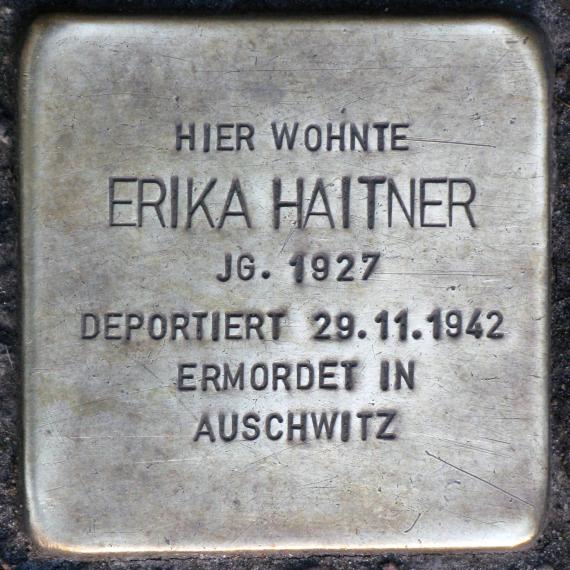 HIER WOHNTE
ERIKA HAITNER
JG. 1927
DEPORTIERT 29.11.1942
ERMORDET IN
AUSCHWITZ